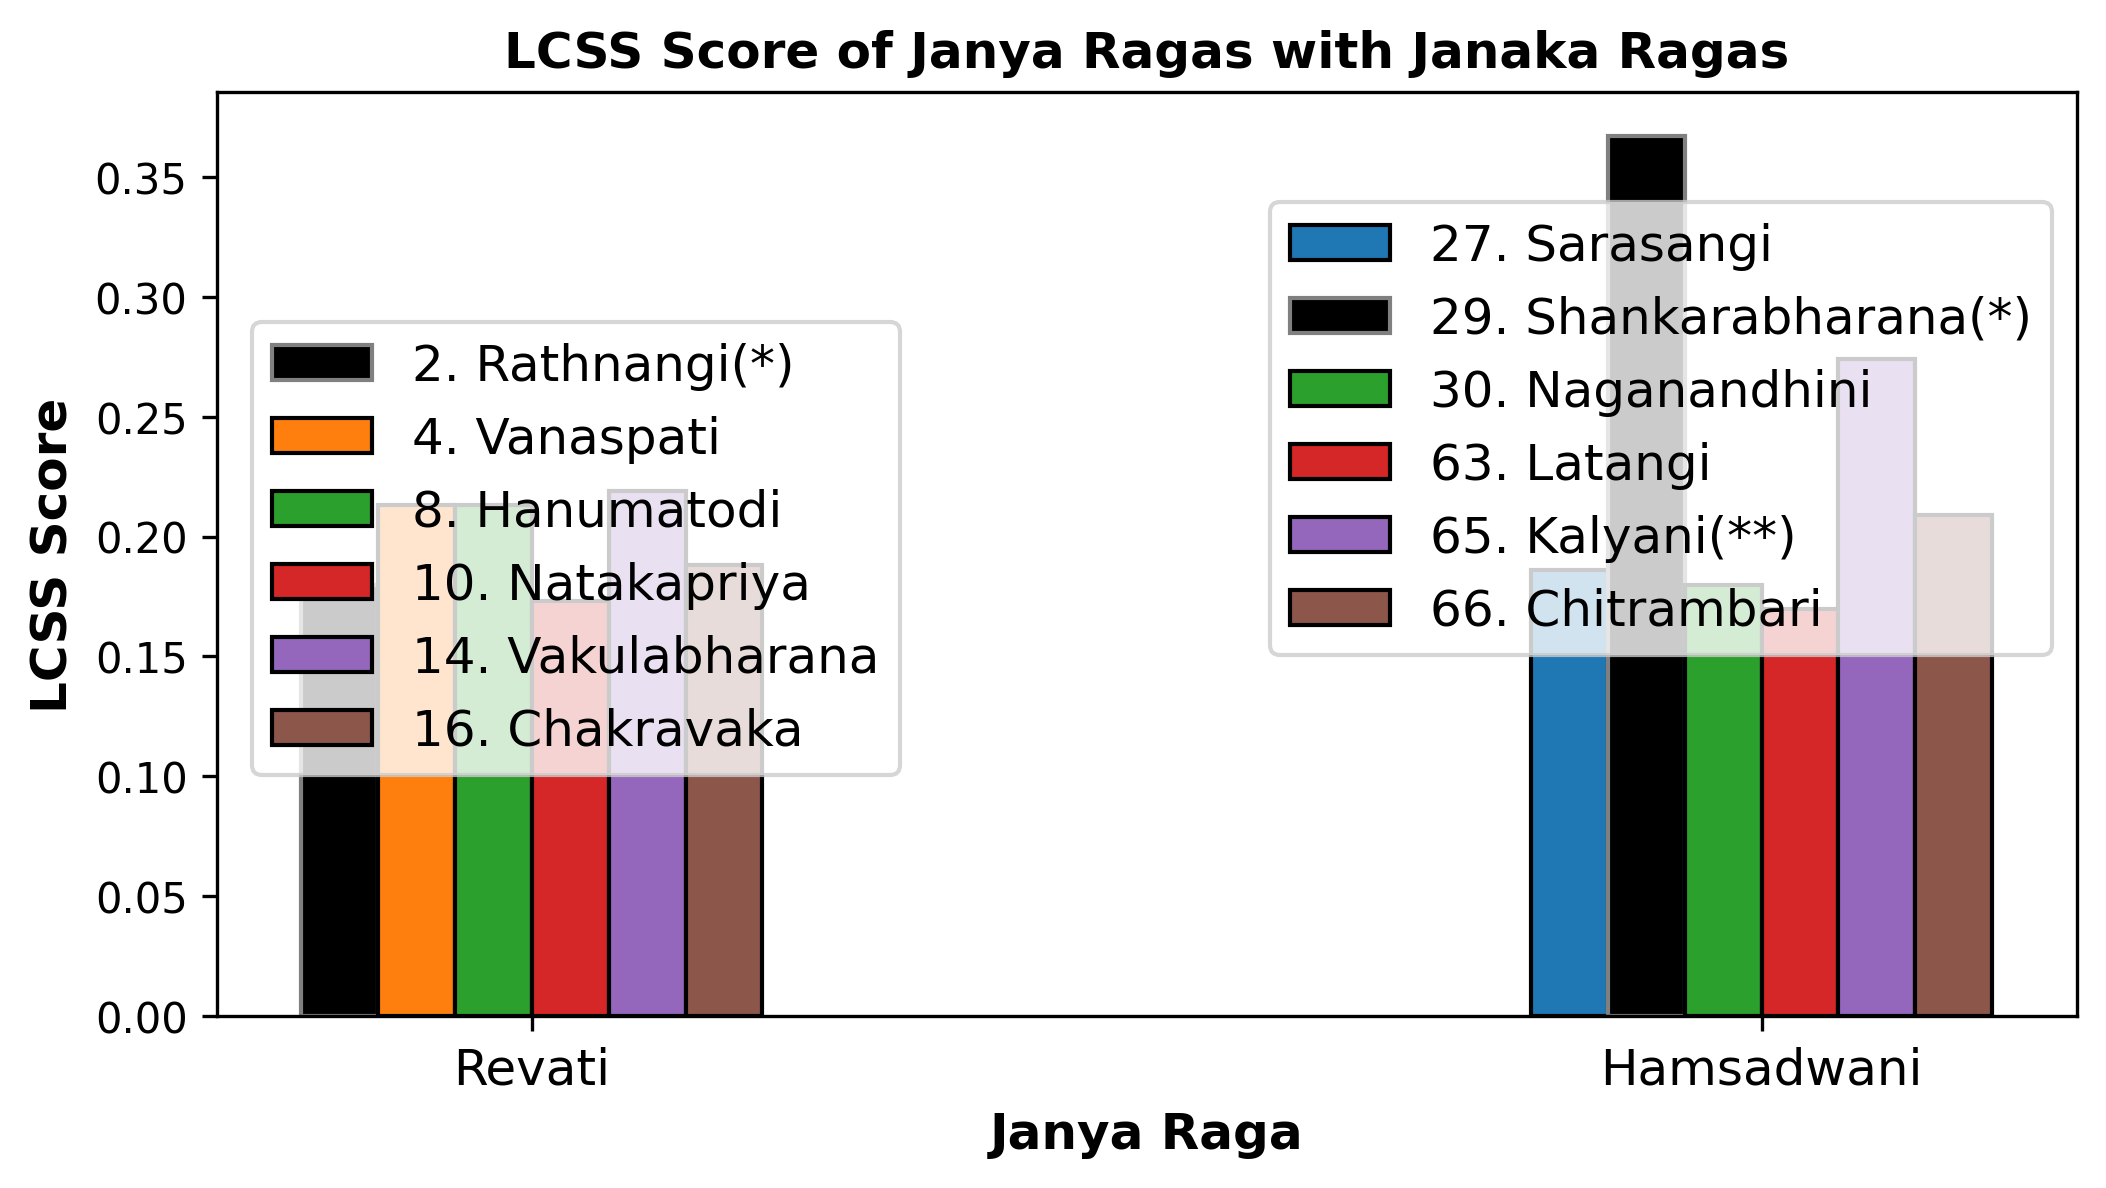 LCSS Score of Janya Ragas with Janaka Ragas
LCSS Score
0.35
0.30
0.25
0.20
0.15
0.10
0.05
0.00
2. Rathnangi(*)
4. Vanaspati
8. Hanumatodi
10. Natakapriya
14. Vakulabharana
16. Chakravaka
27. Sarasangi
29. Shankarabharana(*)
30. Naganandhini
63. Latangi
65. Kalyani(**)
66. Chitrambari
Revati
Hamsadwani
Janya Raga